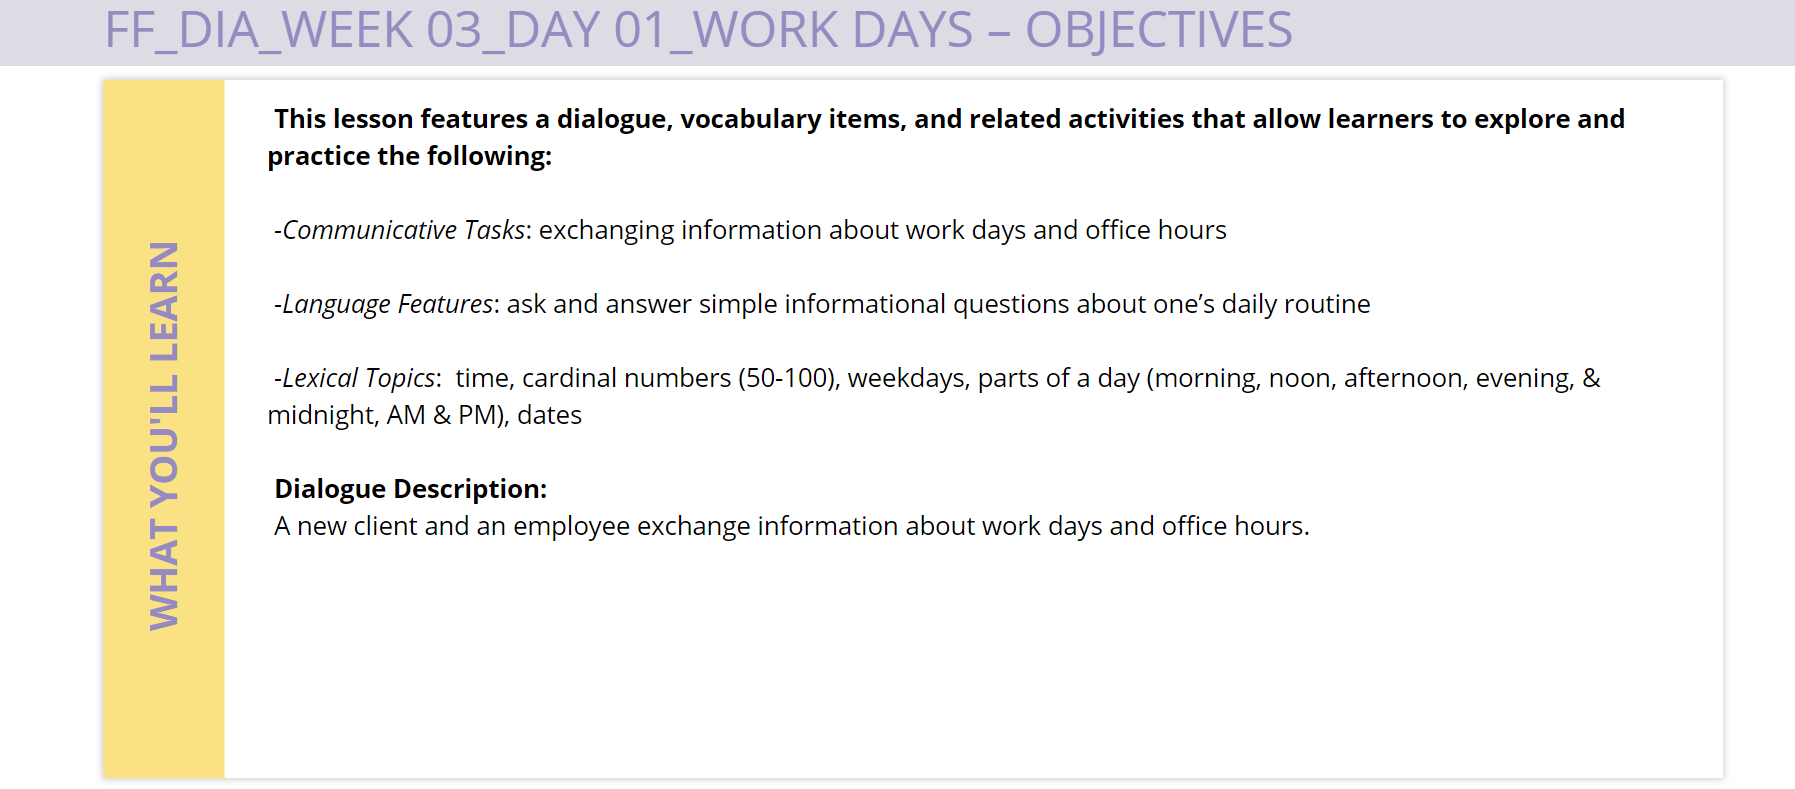 FF_DIA_WEEK 03_DAY 01_WORK DAYS – OBJECTIVES
WHAT YOU'LL LEARN
This lesson features a dialogue, vocabulary items, and related activities that allow learners to explore and
practice the following:
-Communicative Tasks: exchanging information about work days and office hours
-Language Features: ask and answer simple informational questions about one’s daily routine
-Lexical Topics:  time, cardinal numbers (50-100), weekdays, parts of a day (morning, noon, afternoon, evening, &
midnight, AM & PM), dates
Dialogue Description:
A new client and an employee exchange information about work days and office hours.